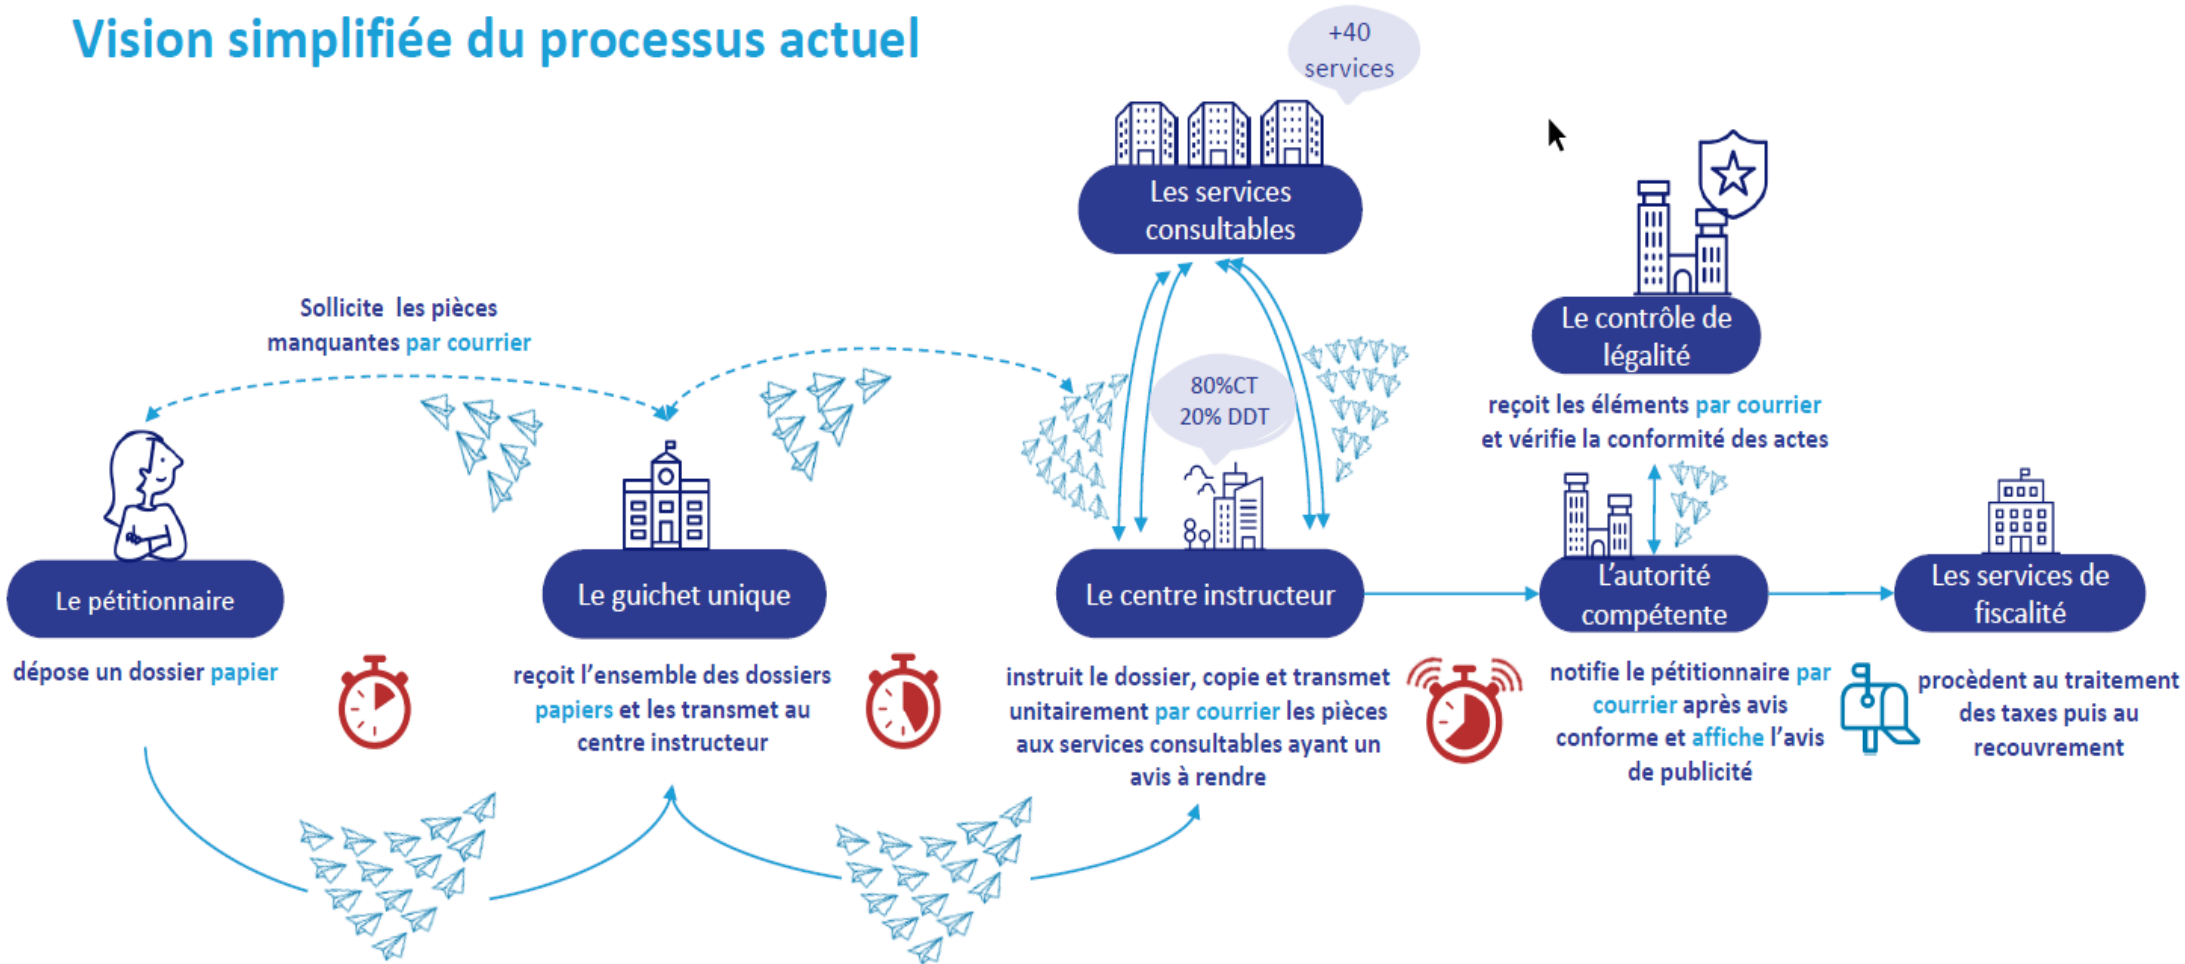 Vision simplifiée du processus actuel
+40
services
Les services
consultables
Sollicite les pièces
manquantes par courrier
80%CT
20% DDT
Le contrôle de
légalité
reçoit les éléments par courrier
et vérifie la conformité des actes
Le pétitionnaire
dépose un dossier papier
Le guichet unique
reçoit l'ensemble des dossiers
papiers et les transmet au
centre instructeur
Le centre instructeur
instruit le dossier, copie et transmet
unitairement par courrier les pièces
aux services consultables ayant un
avis à rendre
L'autorité
compétente
notifie le pétitionnaire par
courrier après avis
conforme et affiche l'avis
de publicité
Les services de
fiscalité
procèdent au traitement
des taxes puis au
recouvrement